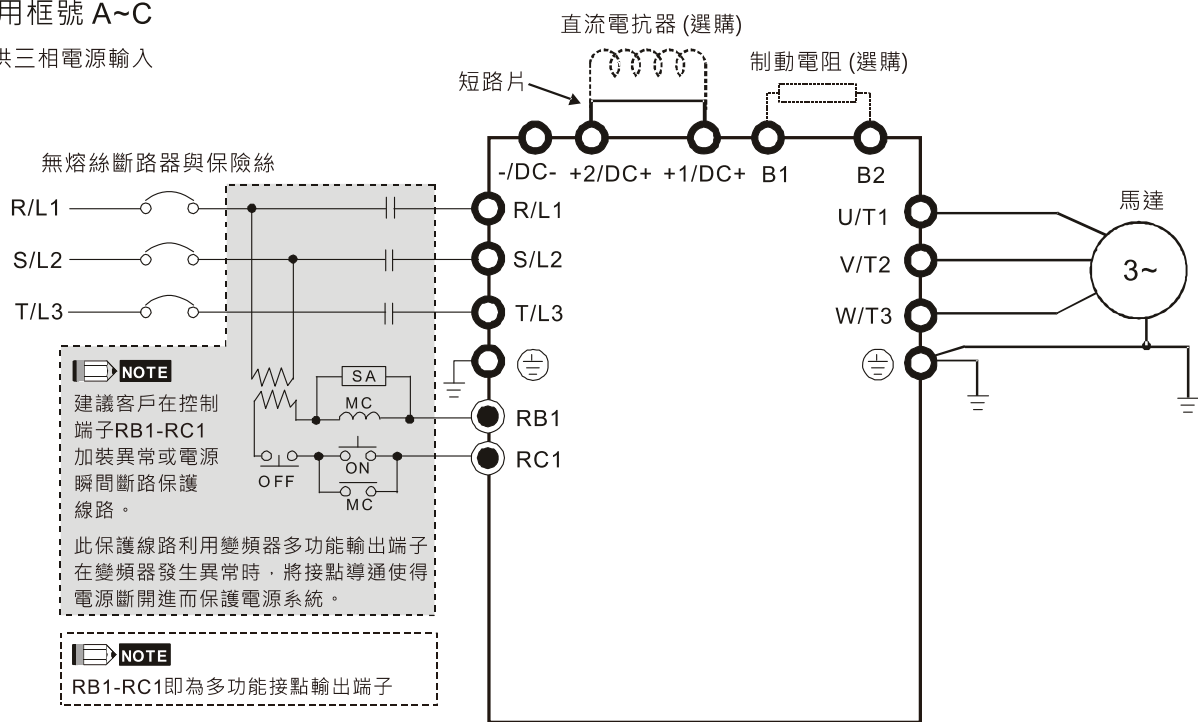 用框號 A~C
供三相電源輸入
直流電抗器 (選購)
制動電阻 (選購)
短路片
無熔絲斷路器與保險絲
-/DC- +2/DC+ +1/DC+ B1 B2
R/L1
R/L1
S/L2
S/L2
T/L3
T/L3
U/T1
V/T2
W/T3
馬達
3~
NOTE
建議客戶在控制
端子RB1-RC1
加裝異常或電源
瞬間斷路保護
線路。
SA
MC
OFF
ON
MC
RB1
RC1
此保護線路利用變頻器多功能輸出端子
在變頻器發生異常時，將接點導通使得
電源斷開進而保護電源系統。
NOTE
RB1-RC1即為多功能接點輸出端子